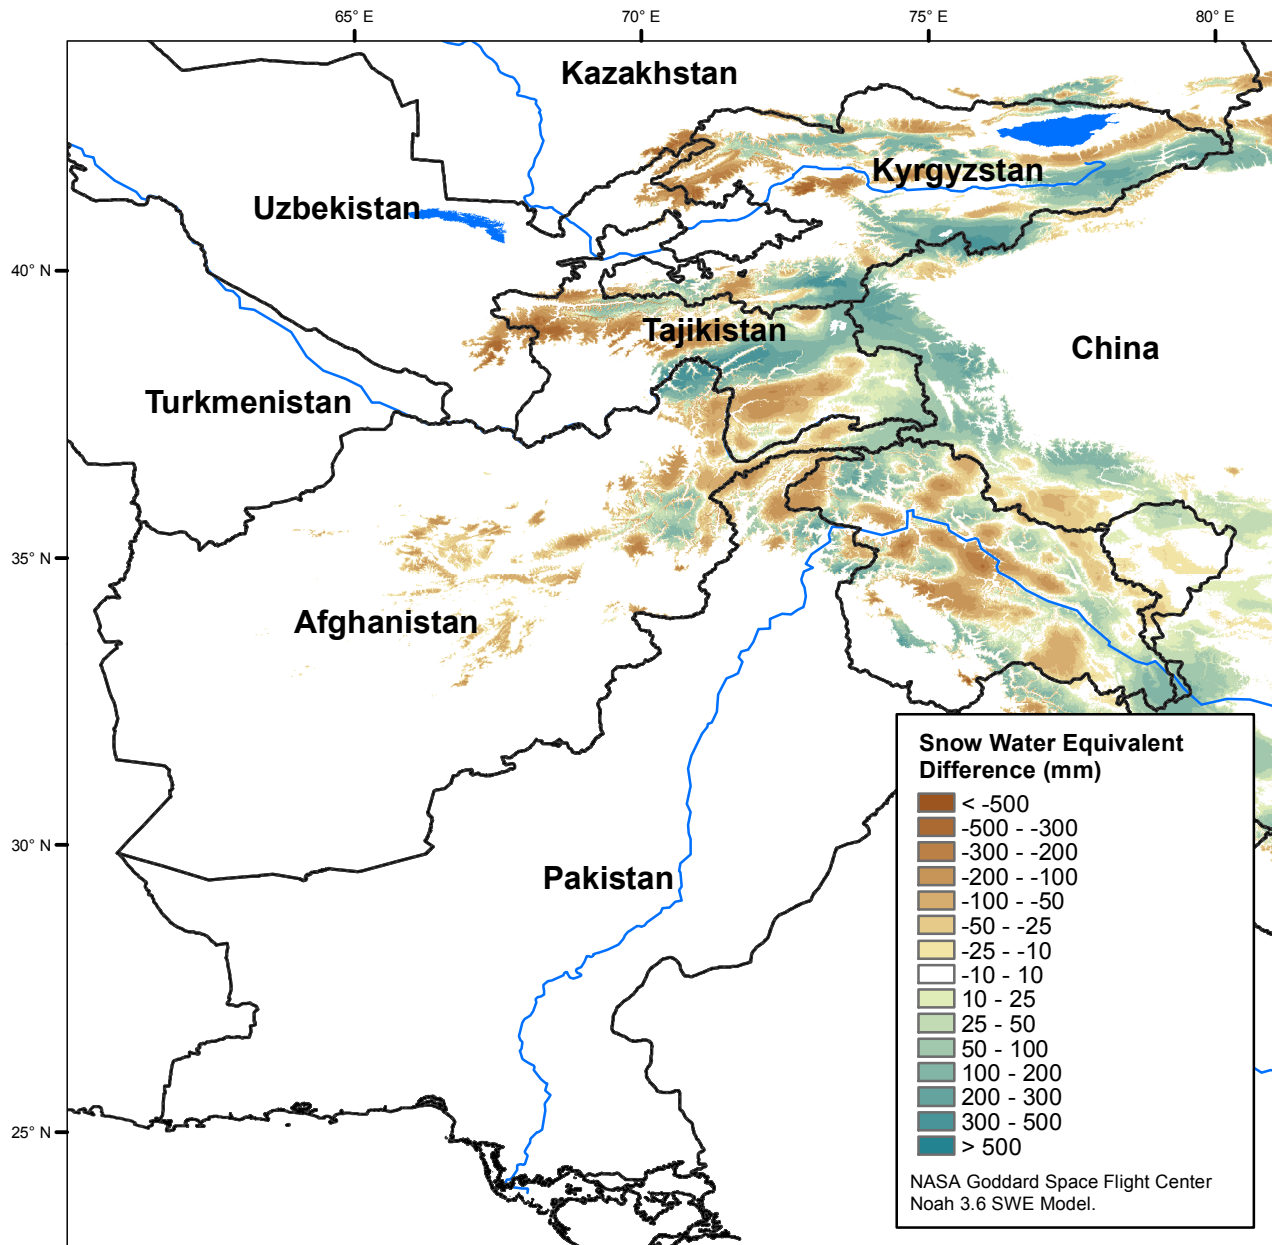 65° E
70° E
75° E
80° E
Kazakhstan
Kyrgyzstan
Uzbekistan
40° N
Tajikistan
China
Turkmenistan
35° N
Afghanistan
Snow Water Equivalent
Difference (mm)
< -500
-500 - -300
-300 - -200
-200 - -100
-100 - -50
-50 - -25
-25 - -10
-10 - 10
10 - 25
25 - 50
50 - 100
100 - 200
200 - 300
300 - 500
> 500
30° N
Pakistan
25° N
NASA Goddard Space Flight Center
Noah 3.6 SWE Model.